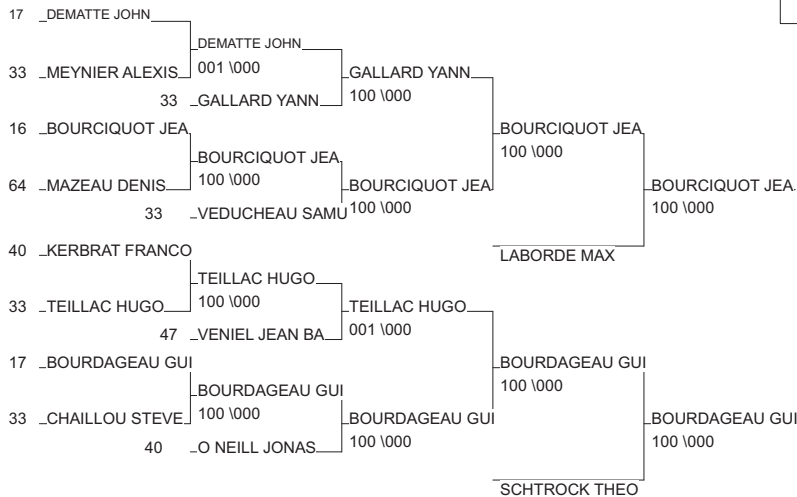 17 DEMATTE JOHN
DEMATTE JOHN
001 \000
33 MEYNIER ALEXIS
GALLARD YANN
100 \000
33 GALLARD YANN
16 BOURCIQUOT JEA
BOURCIQUOT JEA
100 \000
BOURCIQUOT JEA
100 \000
64 MAZEAU DENIS
BOURCIQUOT JEA
100 \000
BOURCIQUOT JEA
100 \000
33 VEDUCHEAU SAMU
40 KERBRAT FRANCO
LABORDE MAX
TEILLAC HUGO
100 \000
33 TEILLAC HUGO
TEILLAC HUGO
001 \000
47 VENIEL JEAN BA
17 BOURDAGEAU GUI
BOURDAGEAU GUI
100 \000
BOURDAGEAU GUI
100 \000
33 CHAILLOU STEVE
BOURDAGEAU GUI
100 \000
BOURDAGEAU GUI
100 \000
40 O NEILL JONAS
SCHTROCK THEO